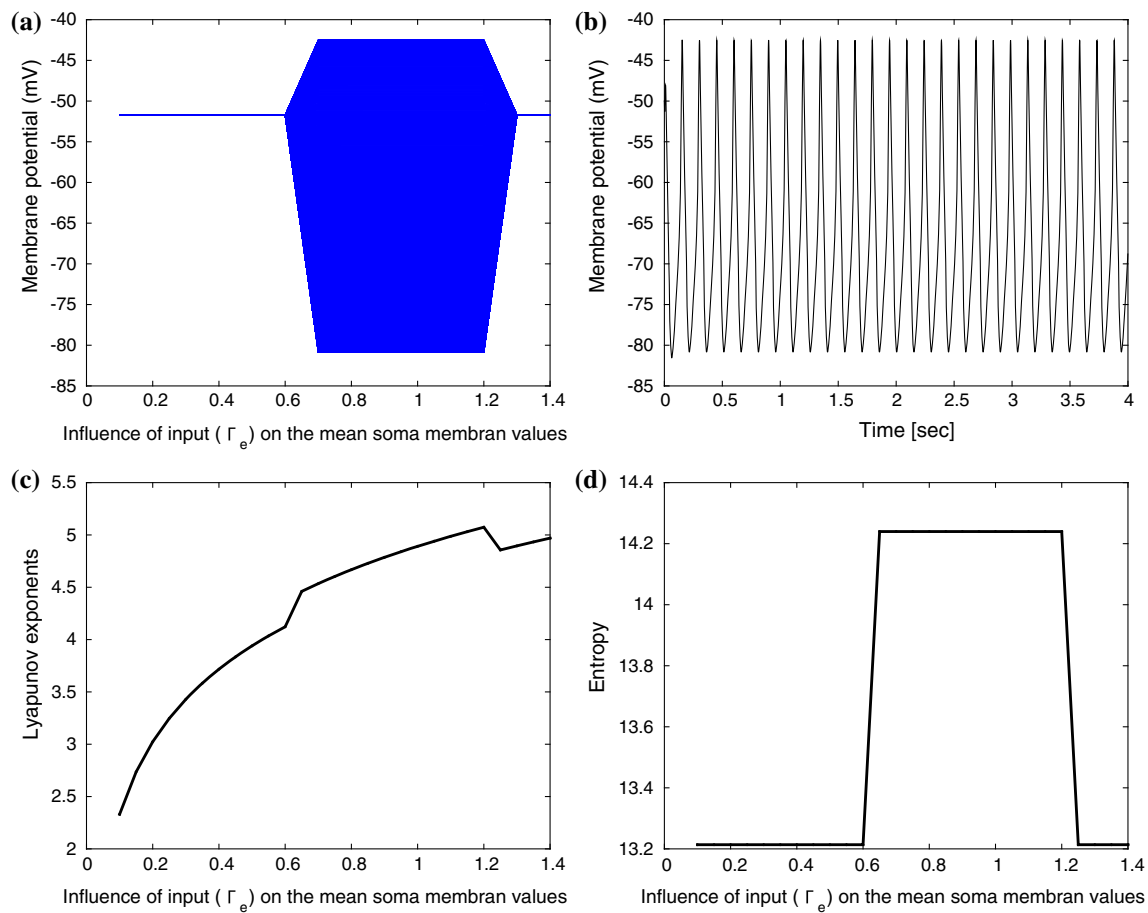 (a)
-40
-45
-50
-55
-60
-65
-70
-75
-80
-85
Membrane potential (mV)
0 0.2 0.4 0.6 0.8 1 1.2 1.4
Influence of input ( Γe) on the mean soma membran values
(b)
-40
-45
-50
-55
-60
-65
-70
-75
-80
-85
Membrane potential (mV)
0 0.5 1 1.5 2 2.5 3 3.5 4
Time [sec]
(c)
5.5
5
4.5
4
3.5
3
2.5
2
Lyapunov exponents
0 0.2 0.4 0.6 0.8 1 1.2 1.4
Influence of input ( Γe) on the mean soma membran values
(d)
14.4
14.2
14
13.8
13.6
13.4
13.2
Entropy
0 0.2 0.4 0.6 0.8 1 1.2 1.4
Influence of input ( Γe) on the mean soma membran values